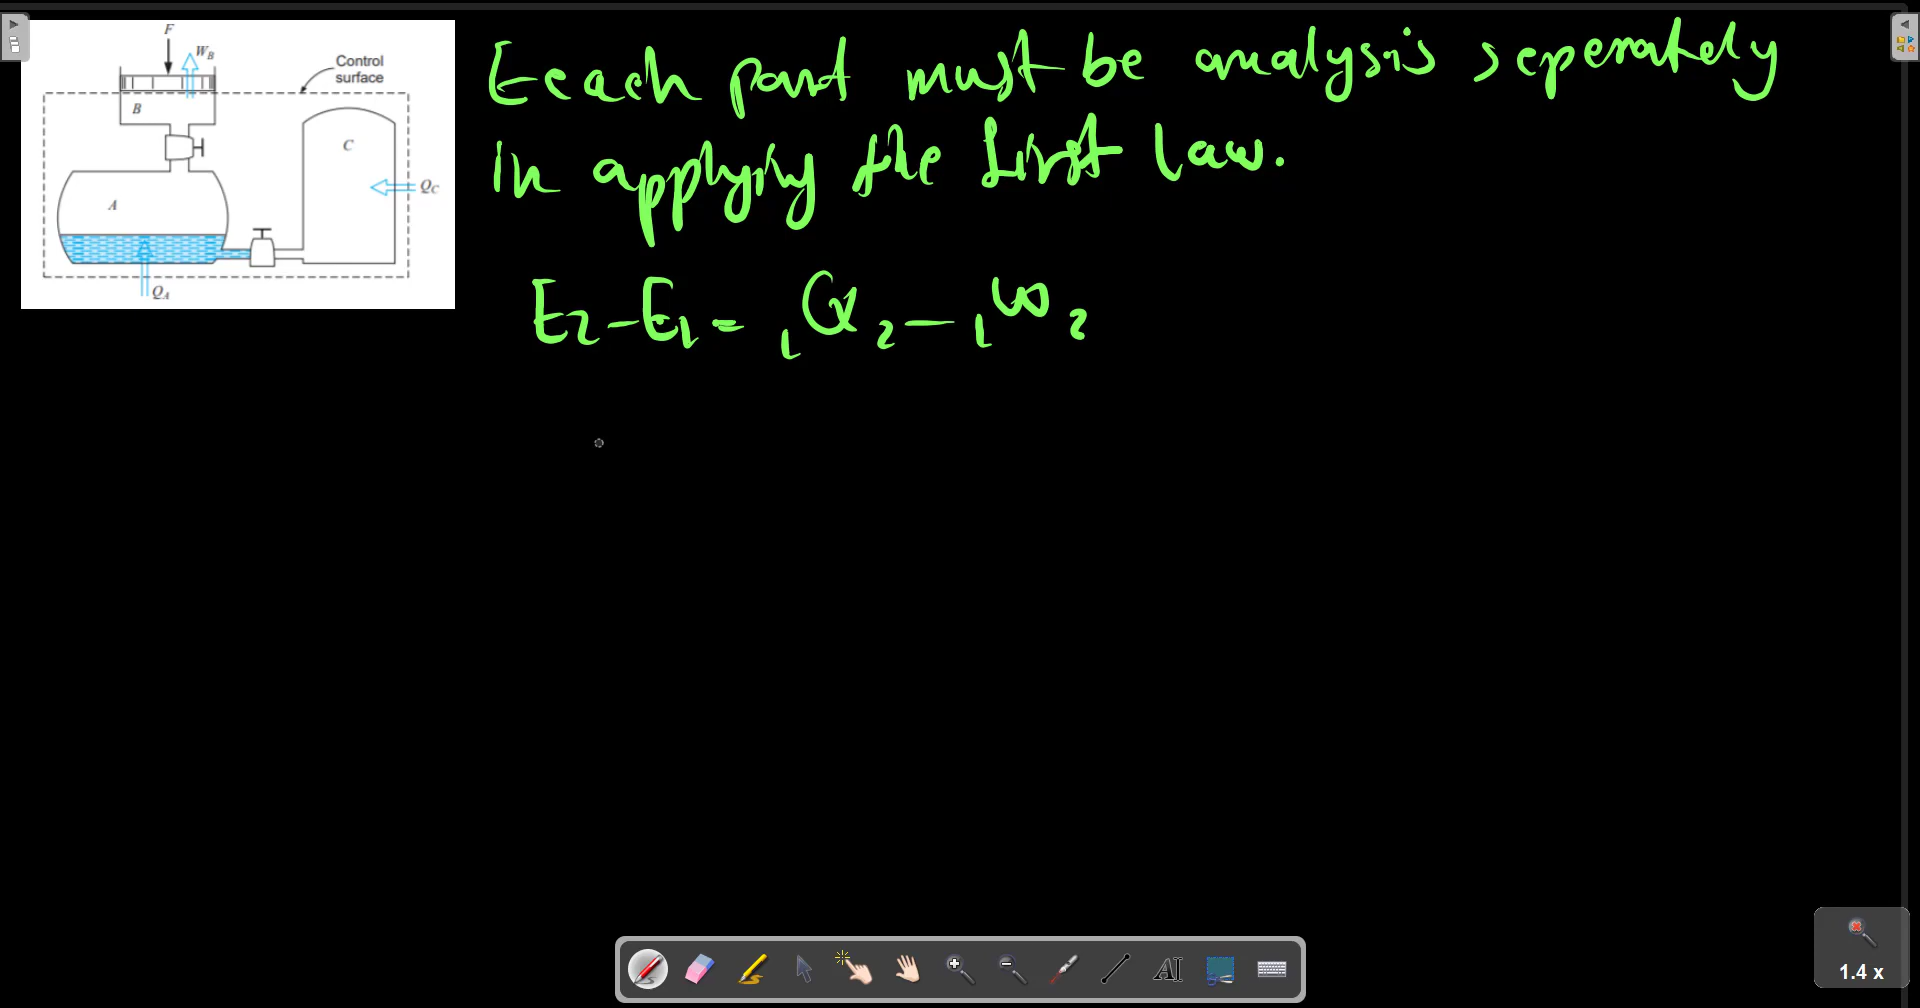 F
W_B
Control
surface
B
C
Q_C
A
Q_A
Eeach part must be analysis seperately
in applying the first law.
E2 - E1 = 1Q2 - 1W2
AI
1.4 x